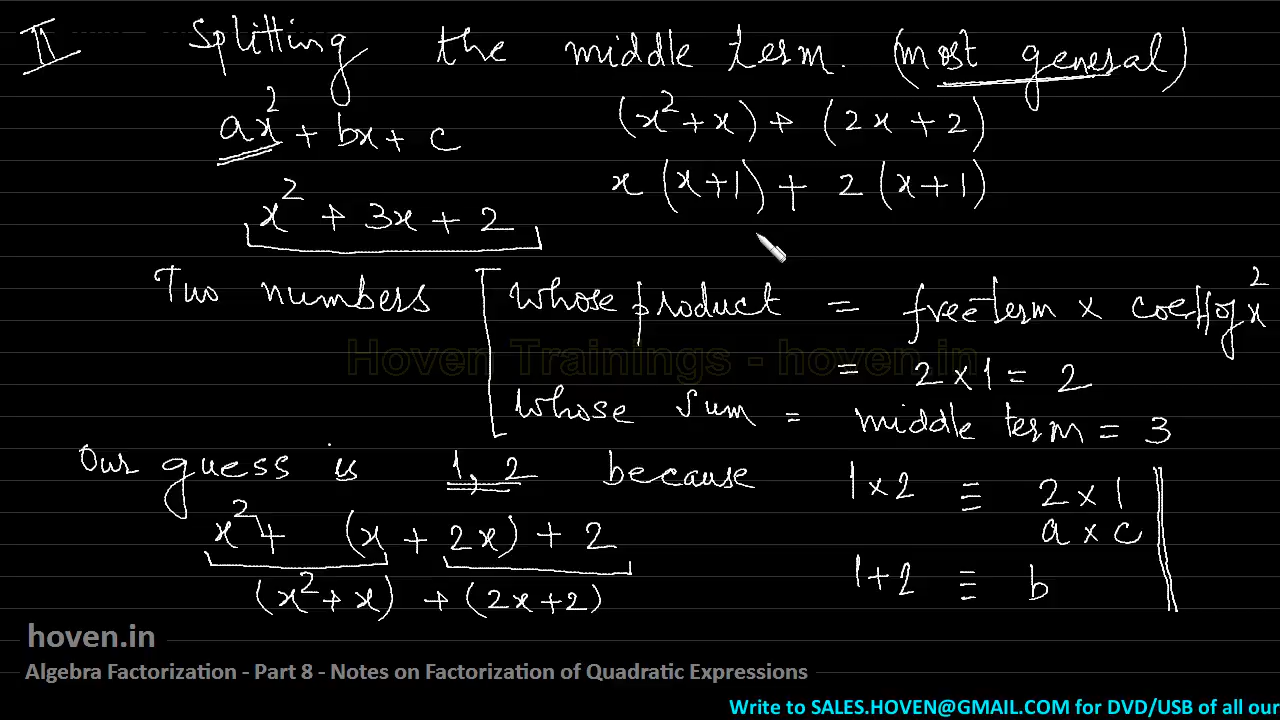 II Splitting the middle term. (most general)
ax² + bx + c
(x² + x) + (2x + 2)
x (x+1) + 2 (x+1)
x² + 3x + 2
Two numbers [ whose product = free-term x coeff of x²
= 2 x 1 = 2
whose sum = middle term = 3
Hoven Trainings - hoven.in
Our guess is 1, 2 because
1 x 2 ≡ 2 x 1
a x c
x² + (x + 2x) + 2
1+2 ≡ b
(x² + x) + (2x+2)
hoven.in
Algebra Factorization - Part 8 - Notes on Factorization of Quadratic Expressions
Write to SALES.HOVEN@GMAIL.COM for DVD/USB of all our